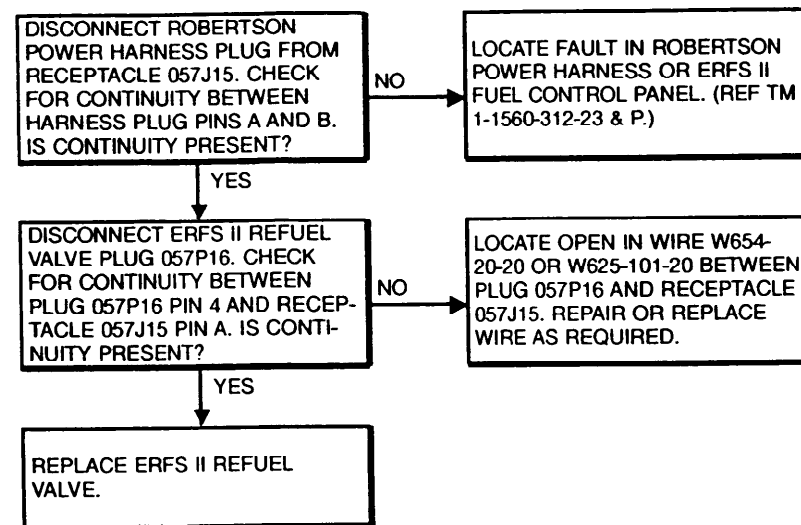 DISCONNECT ROBERTSON
POWER HARNESS PLUG FROM
RECEPTACLE 057J15. CHECK
FOR CONTINUITY BETWEEN
HARNESS PLUG PINS A AND B.
IS CONTINUITY PRESENT?
NO
LOCATE FAULT IN ROBERTSON
POWER HARNESS OR ERFS II
FUEL CONTROL PANEL. (REF TM
1-1560-312-23 & P.)
YES
DISCONNECT ERFS II REFUEL
VALVE PLUG 057P16. CHECK
FOR CONTINUITY BETWEEN
PLUG 057P16 PIN 4 AND RECEP-
TACLE 057J15 PIN A. IS CONTI-
NUITY PRESENT?
NO
LOCATE OPEN IN WIRE W654-
20-20 OR W625-101-20 BETWEEN
PLUG 057P16 AND RECEPTACLE
057J15. REPAIR OR REPLACE
WIRE AS REQUIRED.
YES
REPLACE ERFS II REFUEL
VALVE.